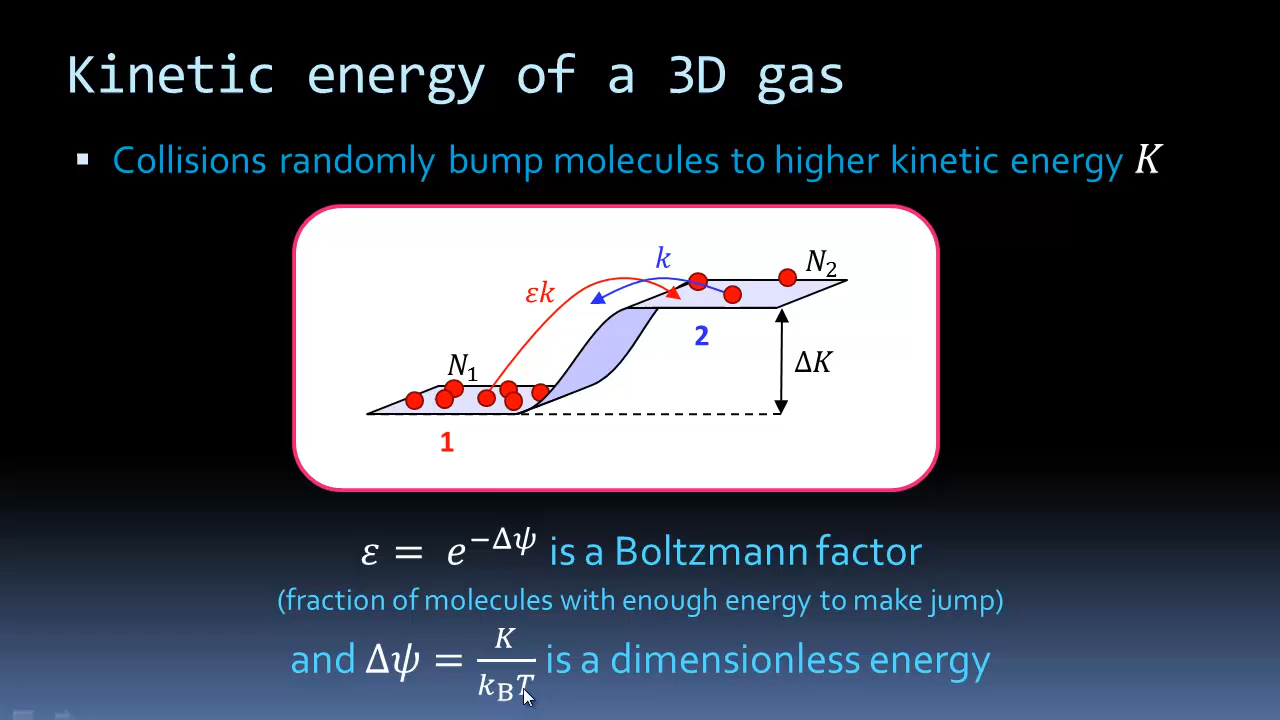 Kinetic energy of a 3D gas
▪ Collisions randomly bump molecules to higher kinetic energy K
k
N₂
εk
2
ΔK
N₁
1
ε = e^{−Δψ} is a Boltzmann factor
(fraction of molecules with enough energy to make jump)
and Δψ = K/(k_B T) is a dimensionless energy